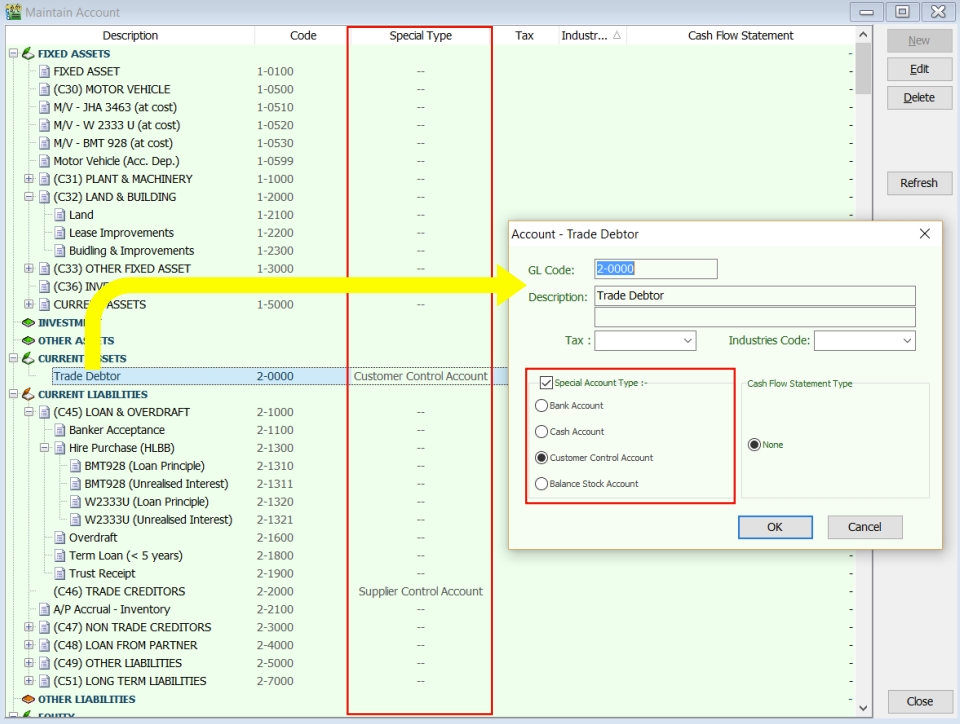 Maintain Account
Description Code Special Type Tax Industr... Cash Flow Statement
FIXED ASSETS -
FIXED ASSET 1-0100 -- -
(C30) MOTOR VEHICLE 1-0500 -- -
M/V - JHA 3463 (at cost) 1-0510 -- -
M/V - W 2333 U (at cost) 1-0520 -- -
M/V - BMT 928 (at cost) 1-0530 -- -
Motor Vehicle (Acc. Dep.) 1-0599 -- -
(C31) PLANT & MACHINERY 1-1000 -- -
(C32) LAND & BUILDING 1-2000 -- -
Land 1-2100 -- -
Lease Improvements 1-2200 --
Buidling & Improvements 1-2300 --
(C33) OTHER FIXED ASSET 1-3000 --
(C36)
CURRENT ASSETS 1-5000 --
OTHER ASSETS
CURRENT ASSETS
Trade Debtor 2-0000 Customer Control Account
CURRENT LIABILITIES
(C45) LOAN & OVERDRAFT 2-1000 --
Banker Acceptance 2-1100 --
Hire Purchase (HLBB) 2-1300 --
BMT928 (Loan Principle) 2-1310 --
BMT928 (Unrealised Interest) 2-1311 --
W2333U (Loan Principle) 2-1320 --
W2333U (Unrealised Interest) 2-1321 --
Overdraft 2-1600 --
Term Loan (< 5 years) 2-1800 -- -
Trust Receipt 2-1900 -- -
(C46) TRADE CREDITORS 2-2000 Supplier Control Account -
A/P Accrual - Inventory 2-2100 -- -
(C47) NON TRADE CREDITORS 2-3000 -- -
(C48) LOAN FROM PARTNER 2-4000 -- -
(C49) OTHER LIABILITIES 2-5000 -- -
(C51) LONG TERM LIABILITIES 2-7000 -- -
OTHER LIABILITIES -
EQUITY
New
Edit
Delete
Refresh
Close
Account - Trade Debtor
GL Code: 2-0000
Description: Trade Debtor
Tax : Industries Code:
Special Account Type :-
Bank Account
Cash Account
Customer Control Account
Balance Stock Account
Cash Flow Statement Type
None
OK Cancel